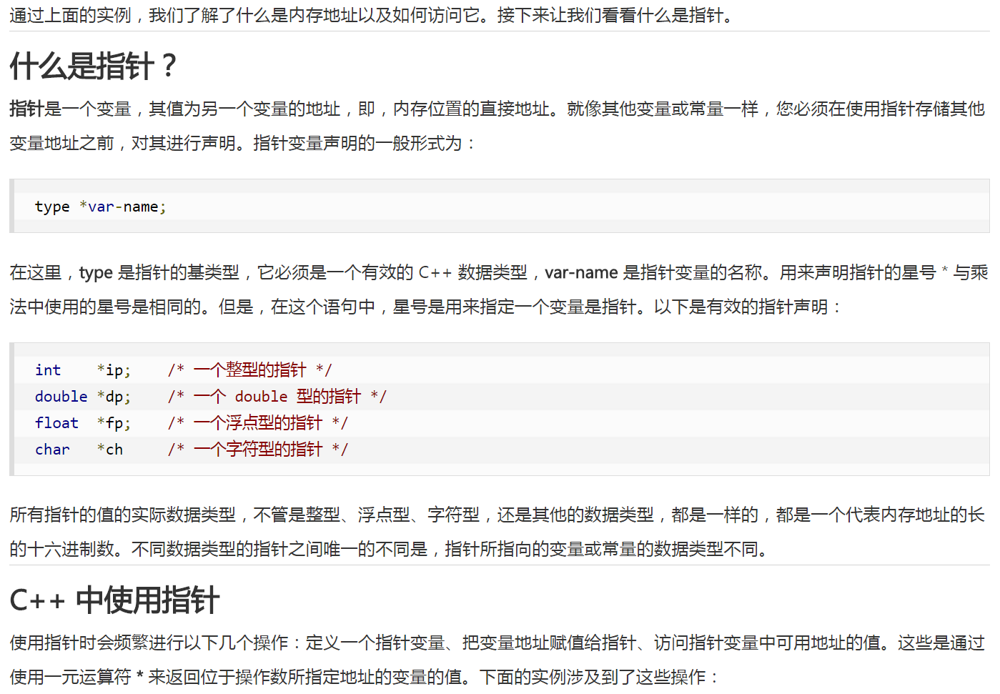 通过上面的实例，我们了解了什么是内存地址以及如何访问它。接下来让我们看看什么是指针。
什么是指针？
指针是一个变量，其值为另一个变量的地址，即，内存位置的直接地址。就像其他变量或常量一样，您必须在使用指针存储其他
变量地址之前，对其进行声明。指针变量声明的一般形式为：
type *var-name;
在这里，type 是指针的基类型，它必须是一个有效的 C++ 数据类型，var-name 是指针变量的名称。用来声明指针的星号 * 与乘
法中使用的星号是相同的。但是，在这个语句中，星号是用来指定一个变量是指针。以下是有效的指针声明：
int    *ip;    /* 一个整型的指针 */
double *dp;    /* 一个 double 型的指针 */
float  *fp;    /* 一个浮点型的指针 */
char   *ch     /* 一个字符型的指针 */
所有指针的值的实际数据类型，不管是整型、浮点型、字符型，还是其他的数据类型，都是一样的，都是一个代表内存地址的长
的十六进制数。不同数据类型的指针之间唯一的不同是，指针所指向的变量或常量的数据类型不同。
C++ 中使用指针
使用指针时会频繁进行以下几个操作：定义一个指针变量、把变量地址赋值给指针、访问指针变量中可用地址的值。这些是通过
使用一元运算符 * 来返回位于操作数所指定地址的变量的值。下面的实例涉及到了这些操作：